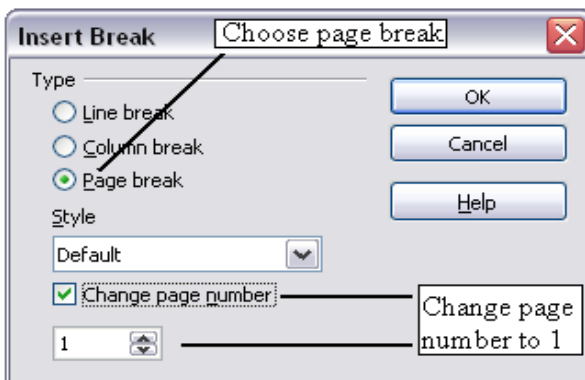 Insert Break
Choose page break
Type
Line break
Column break
Page break
Style
Default
Change page number
1
OK
Cancel
Help
Change page
number to 1